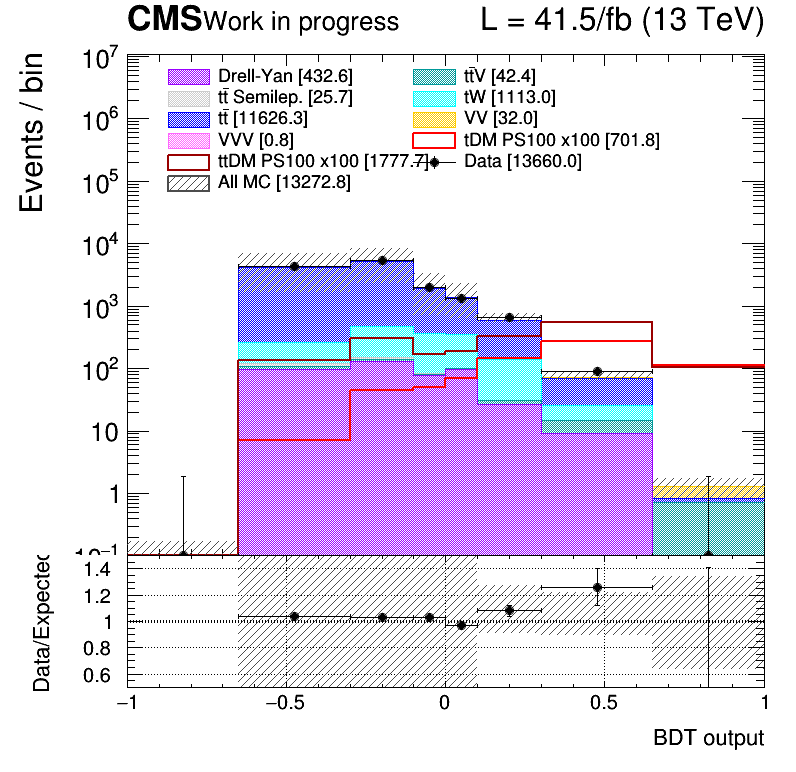 CMS Work in progress L = 41.5/fb (13 TeV)
Events / bin
10⁷
10⁶
10⁵
10⁴
10³
10²
10
1
10⁻¹
Drell-Yan [432.6]
tt̄ Semilep. [25.7]
tt̄ [11626.3]
VVV [0.8]
ttDM PS100 x100 [1777.7]
All MC [13272.8]
tt̄V [42.4]
tW [1113.0]
VV [32.0]
tDM PS100 x100 [701.8]
Data [13660.0]
Data/Expected
1.4
1.2
1
0.8
0.6
−1 −0.5 0 0.5 1
BDT output